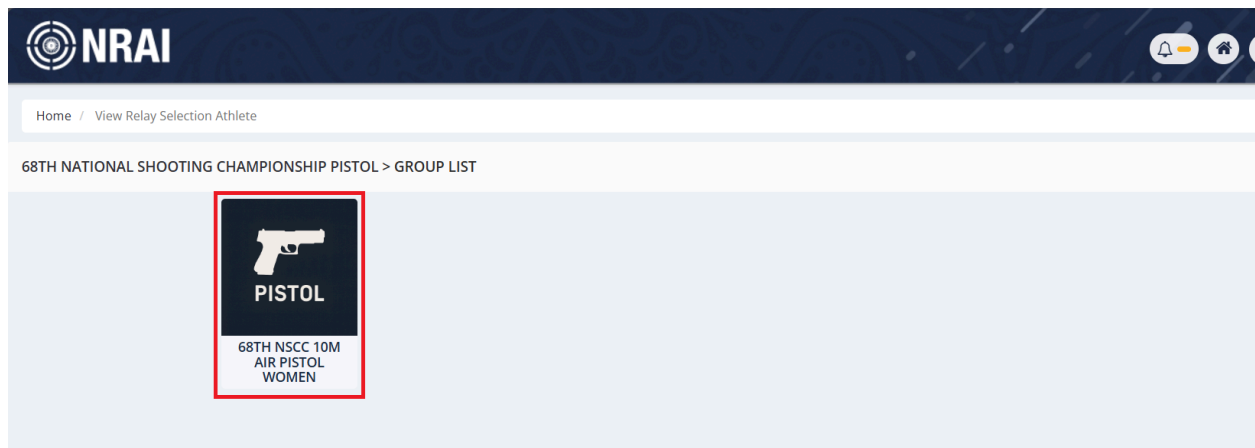 NRAI
Home / View Relay Selection Athlete
68TH NATIONAL SHOOTING CHAMPIONSHIP PISTOL > GROUP LIST
PISTOL
68TH NSCC 10M
AIR PISTOL
WOMEN